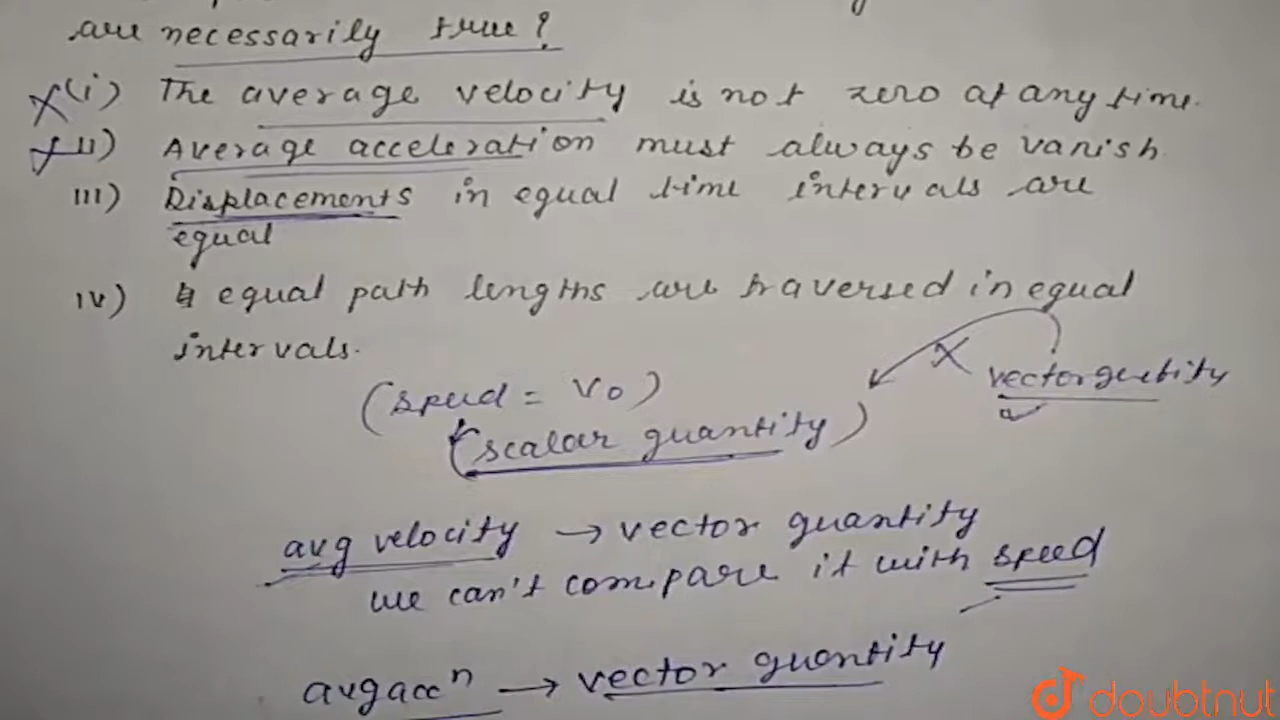 are necessarily true?
(i) The average velocity is not zero at any time.
ii) Average acceleration must always be vanish.
iii) Displacements in equal time intervals are
equal
iv) equal path lengths are traversed in equal
intervals.
(speed = v0)
vector quntity
(scalar quantity)
avg velocity → vector quantity
we can't compare it with speed
avg accⁿ → vector quantity
doubtnut